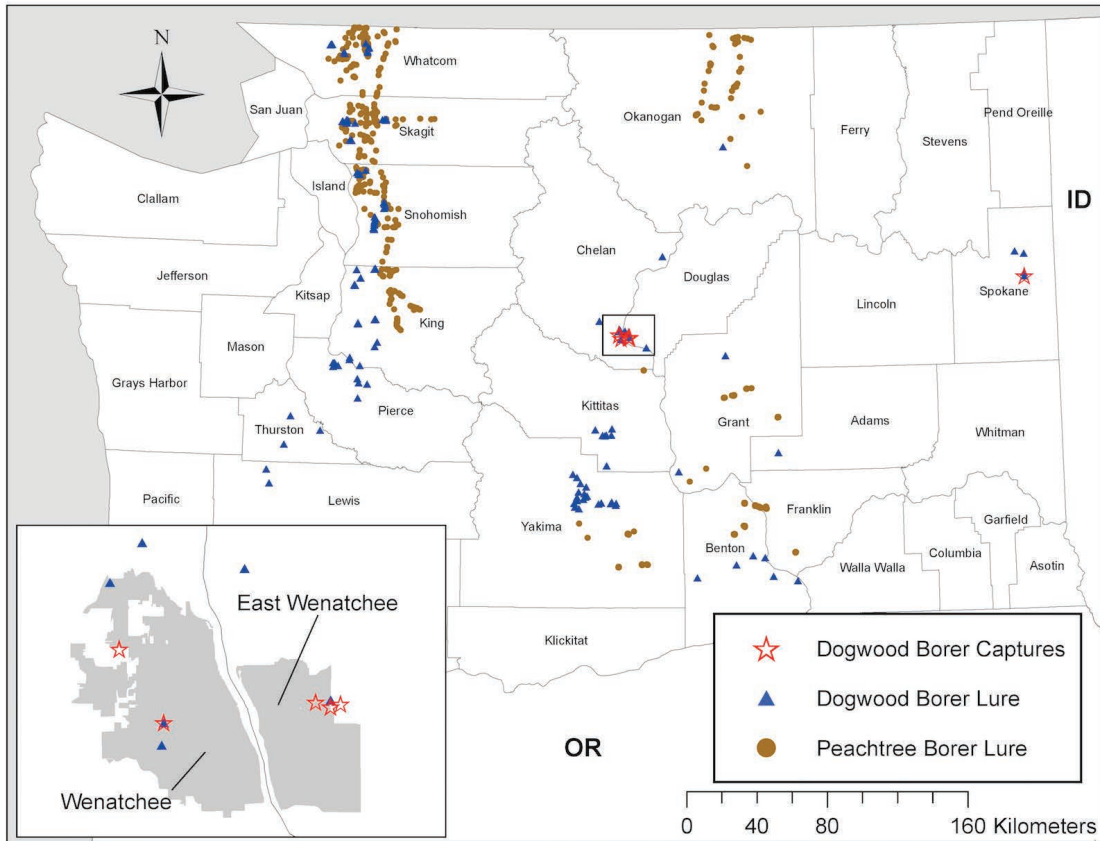 N
Whatcom
San Juan
Skagit
Okanogan
Ferry
Stevens
Pend Oreille
Island
Clallam
Snohomish
ID
Chelan
Douglas
Jefferson
Kitsap
Lincoln
Spokane
King
Mason
Grays Harbor
Kittitas
Pierce
Grant
Adams
Thurston
Whitman
Pacific
Lewis
Yakima
Franklin
Garfield
Benton
Columbia
Walla Walla
Asotin
Klickitat
East Wenatchee
Wenatchee
OR
Dogwood Borer Captures
Dogwood Borer Lure
Peachtree Borer Lure
0 40 80 160 Kilometers